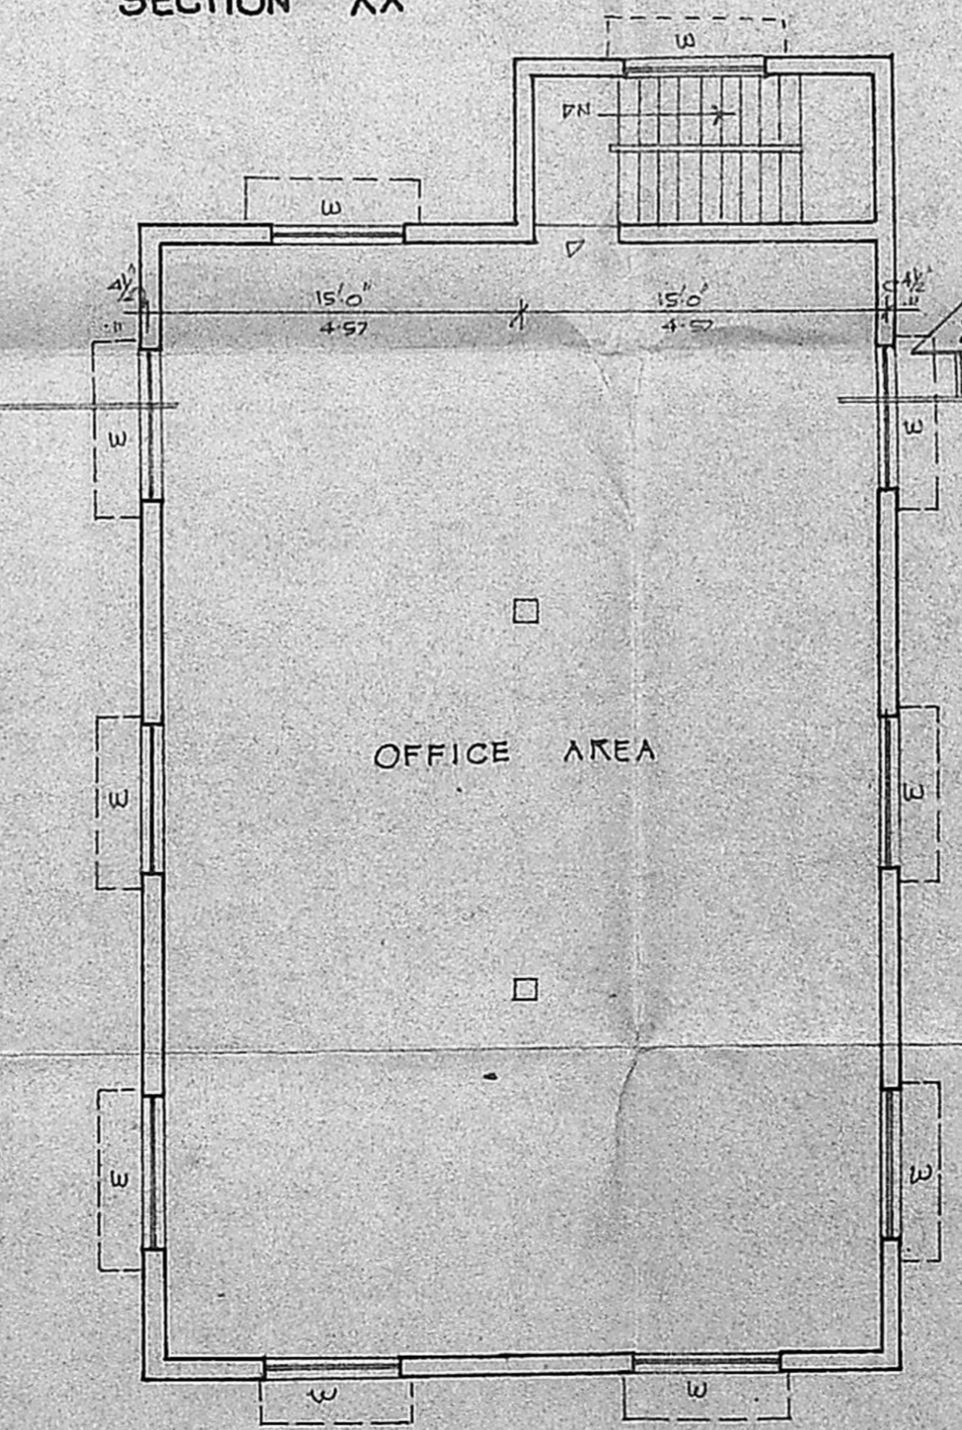 SECTION XX
W
DN
W
D
4½" 15'0" 15'0" 4½"
4.57 4.57
W W
OFFICE AREA
W W
W W
W W